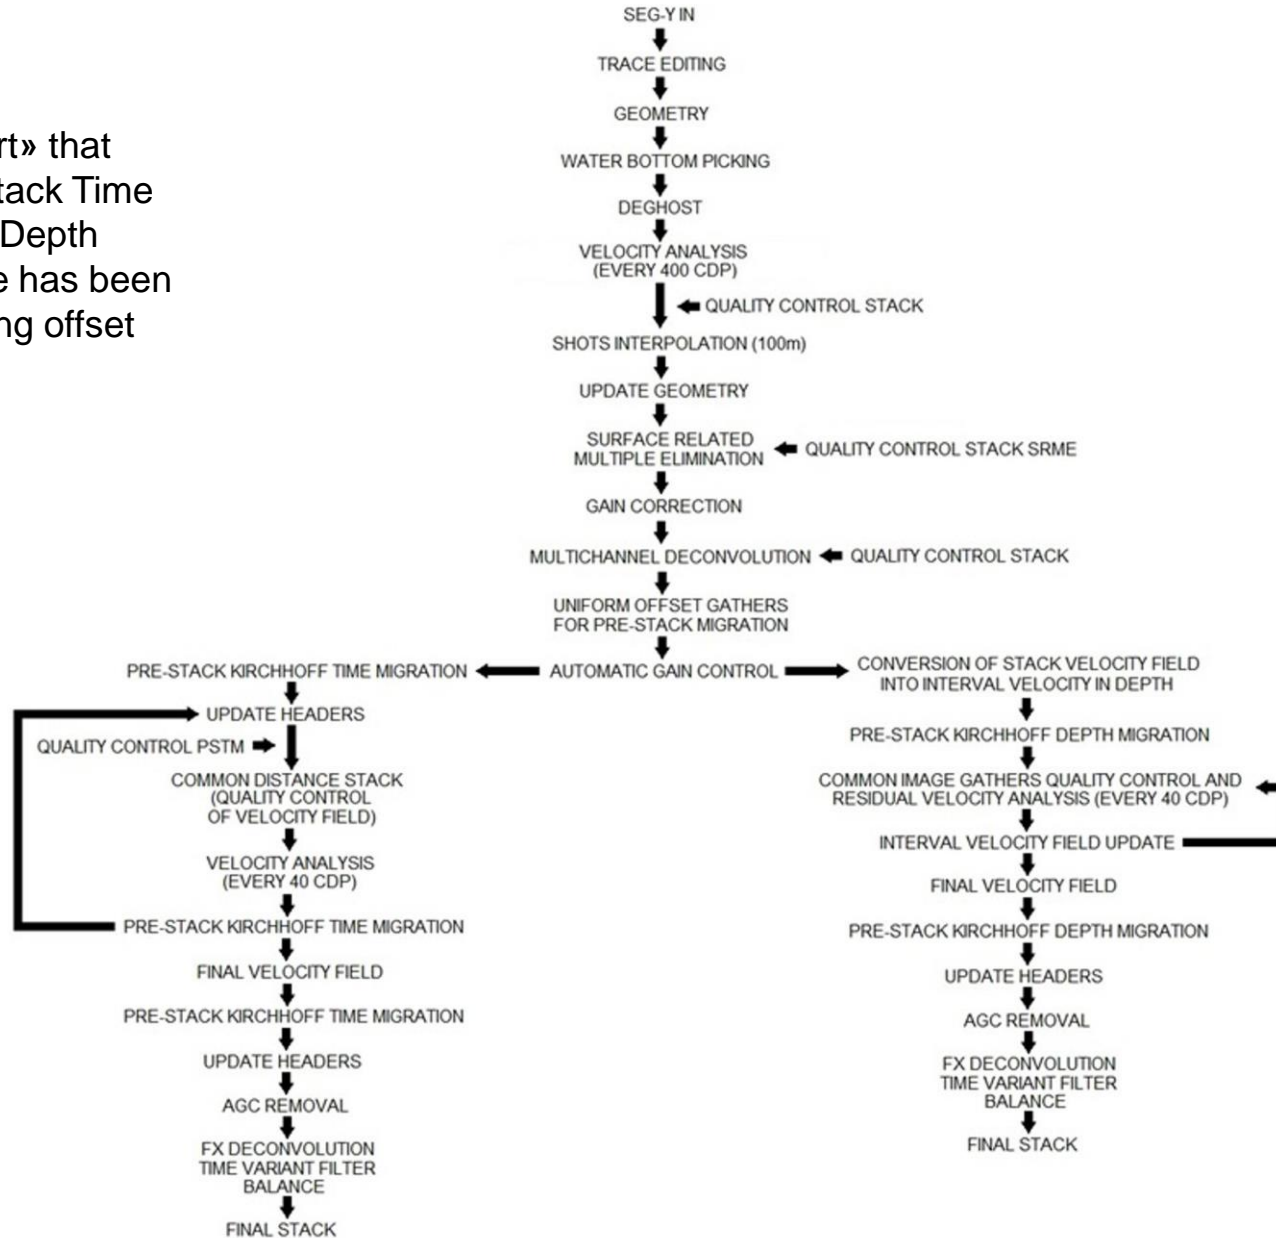 rt» that
tack Time
Depth
e has been
ng offset
SEG-Y IN
TRACE EDITING
GEOMETRY
WATER BOTTOM PICKING
DEGHOST
VELOCITY ANALYSIS
(EVERY 400 CDP)
QUALITY CONTROL STACK
SHOTS INTERPOLATION (100m)
UPDATE GEOMETRY
SURFACE RELATED
MULTIPLE ELIMINATION
QUALITY CONTROL STACK SRME
GAIN CORRECTION
MULTICHANNEL DECONVOLUTION
QUALITY CONTROL STACK
UNIFORM OFFSET GATHERS
FOR PRE-STACK MIGRATION
AUTOMATIC GAIN CONTROL
PRE-STACK KIRCHHOFF TIME MIGRATION
UPDATE HEADERS
QUALITY CONTROL PSTM
COMMON DISTANCE STACK
(QUALITY CONTROL
OF VELOCITY FIELD)
VELOCITY ANALYSIS
(EVERY 40 CDP)
PRE-STACK KIRCHHOFF TIME MIGRATION
FINAL VELOCITY FIELD
PRE-STACK KIRCHHOFF TIME MIGRATION
UPDATE HEADERS
AGC REMOVAL
FX DECONVOLUTION
TIME VARIANT FILTER
BALANCE
FINAL STACK
CONVERSION OF STACK VELOCITY FIELD
INTO INTERVAL VELOCITY IN DEPTH
PRE-STACK KIRCHHOFF DEPTH MIGRATION
COMMON IMAGE GATHERS QUALITY CONTROL AND
RESIDUAL VELOCITY ANALYSIS (EVERY 40 CDP)
INTERVAL VELOCITY FIELD UPDATE
FINAL VELOCITY FIELD
PRE-STACK KIRCHHOFF DEPTH MIGRATION
UPDATE HEADERS
AGC REMOVAL
FX DECONVOLUTION
TIME VARIANT FILTER
BALANCE
FINAL STACK